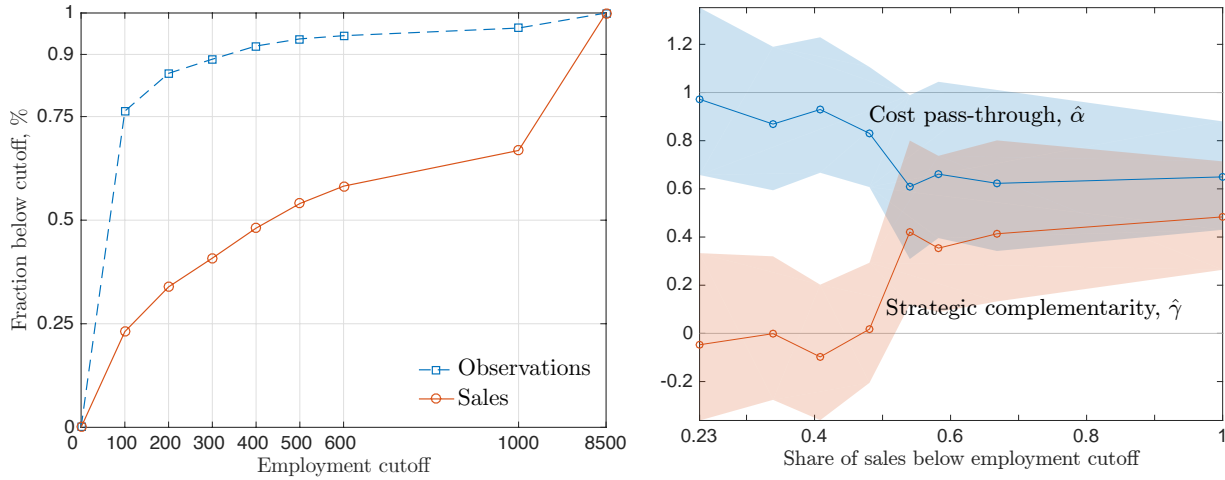 Fraction below cutoff, %
1
0.9
0.75
0.5
0.25
0
0 100 200 300 400 500 600 1000 8500
Employment cutoff
Observations
Sales
1.2
1
0.8
0.6
0.4
0.2
0
-0.2
0.23 0.4 0.6 0.8 1
Share of sales below employment cutoff
Cost pass-through, α̂
Strategic complementarity, γ̂